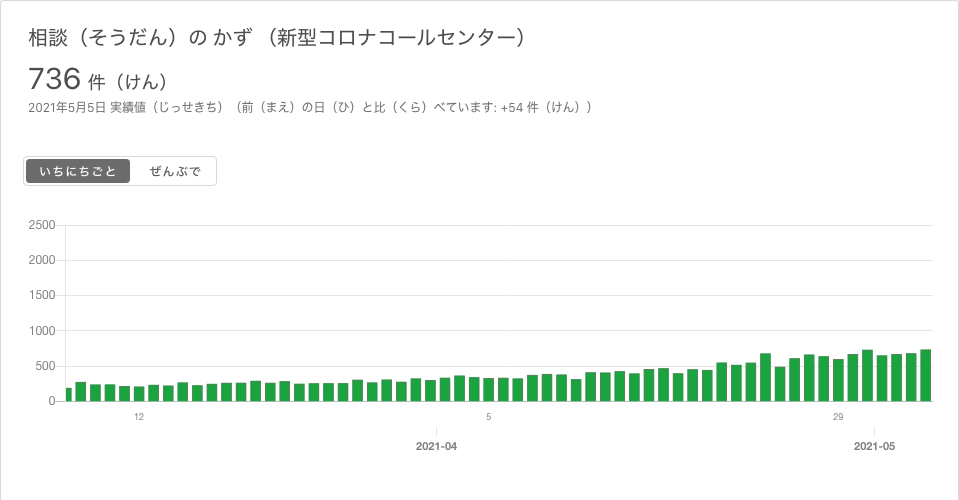 相談（そうだん）の かず （新型コロナコールセンター）
736 件（けん）
2021年5月5日 実績値（じっせきち）（前（まえ）の日（ひ）と比（くら）べています: +54 件（けん））
いちにちごと ぜんぶで
2500
2000
1500
1000
500
0
12 5 29
2021-04 2021-05